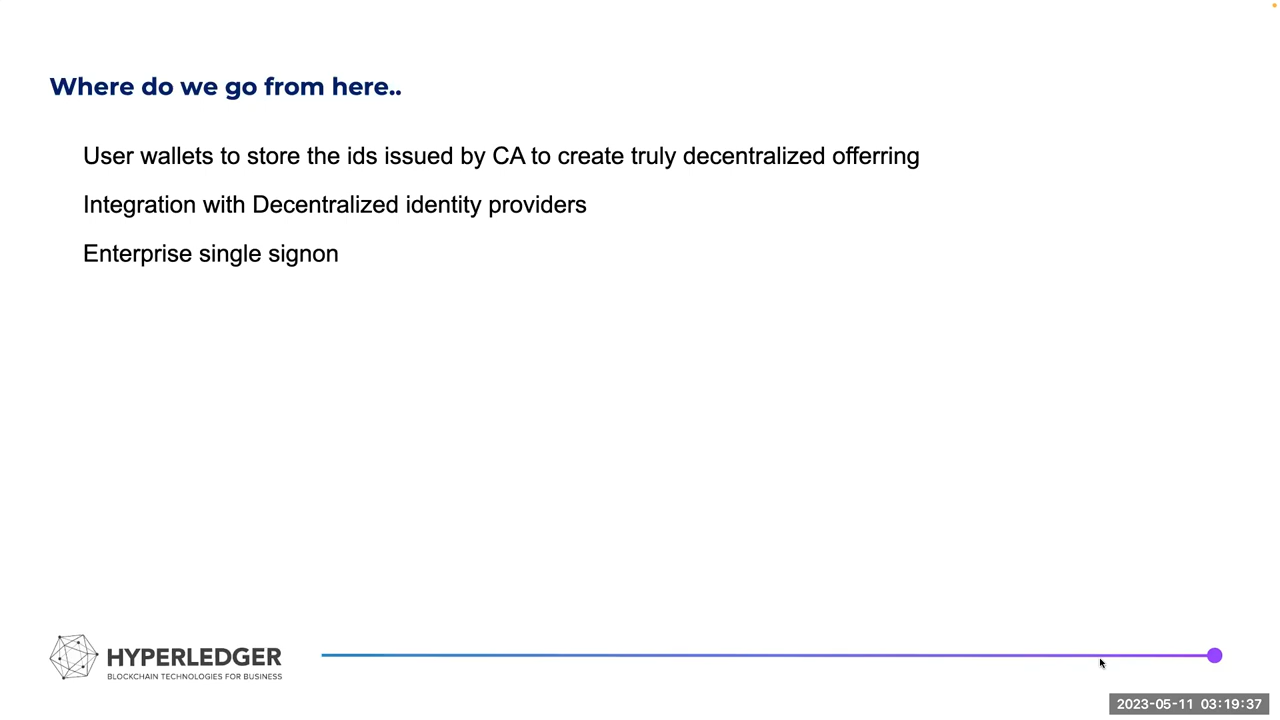 Where do we go from here..
User wallets to store the ids issued by CA to create truly decentralized offerring
Integration with Decentralized identity providers
Enterprise single signon
HYPERLEDGER
BLOCKCHAIN TECHNOLOGIES FOR BUSINESS
2023-05-11 03:19:37